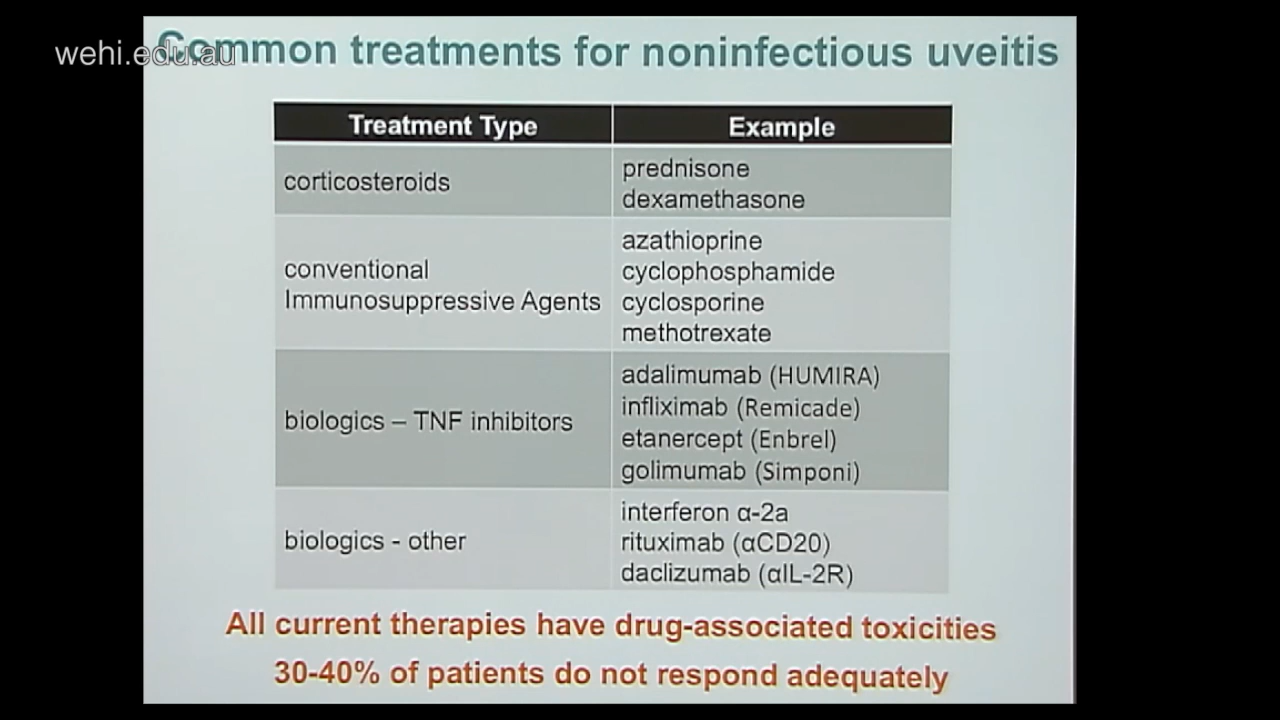 wehi.edu.au
Common treatments for noninfectious uveitis
Treatment Type
Example
corticosteroids
prednisone
dexamethasone
conventional
Immunosuppressive Agents
azathioprine
cyclophosphamide
cyclosporine
methotrexate
biologics – TNF inhibitors
adalimumab (HUMIRA)
infliximab (Remicade)
etanercept (Enbrel)
golimumab (Simponi)
biologics - other
interferon α-2a
rituximab (αCD20)
daclizumab (αIL-2R)
All current therapies have drug-associated toxicities
30-40% of patients do not respond adequately